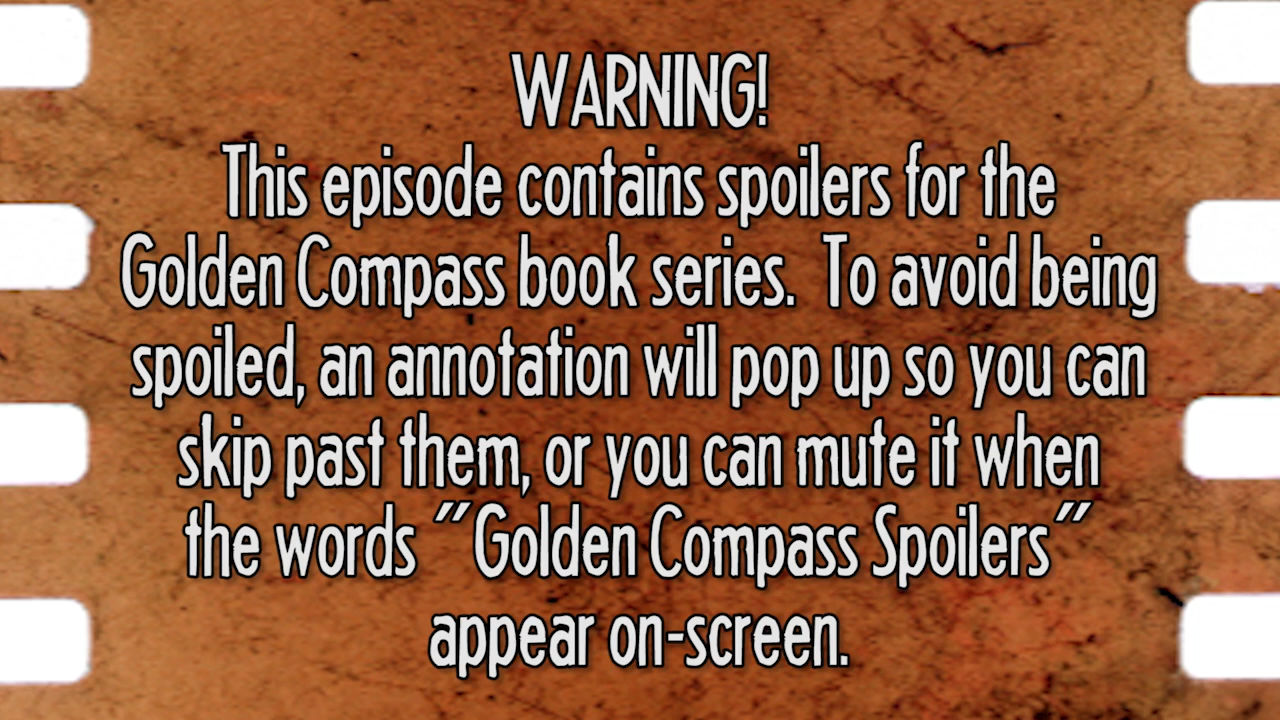 WARNING!
This episode contains spoilers for the
Golden Compass book series.  To avoid being
spoiled, an annotation will pop up so you can
skip past them, or you can mute it when
the words "Golden Compass Spoilers"
appear on-screen.